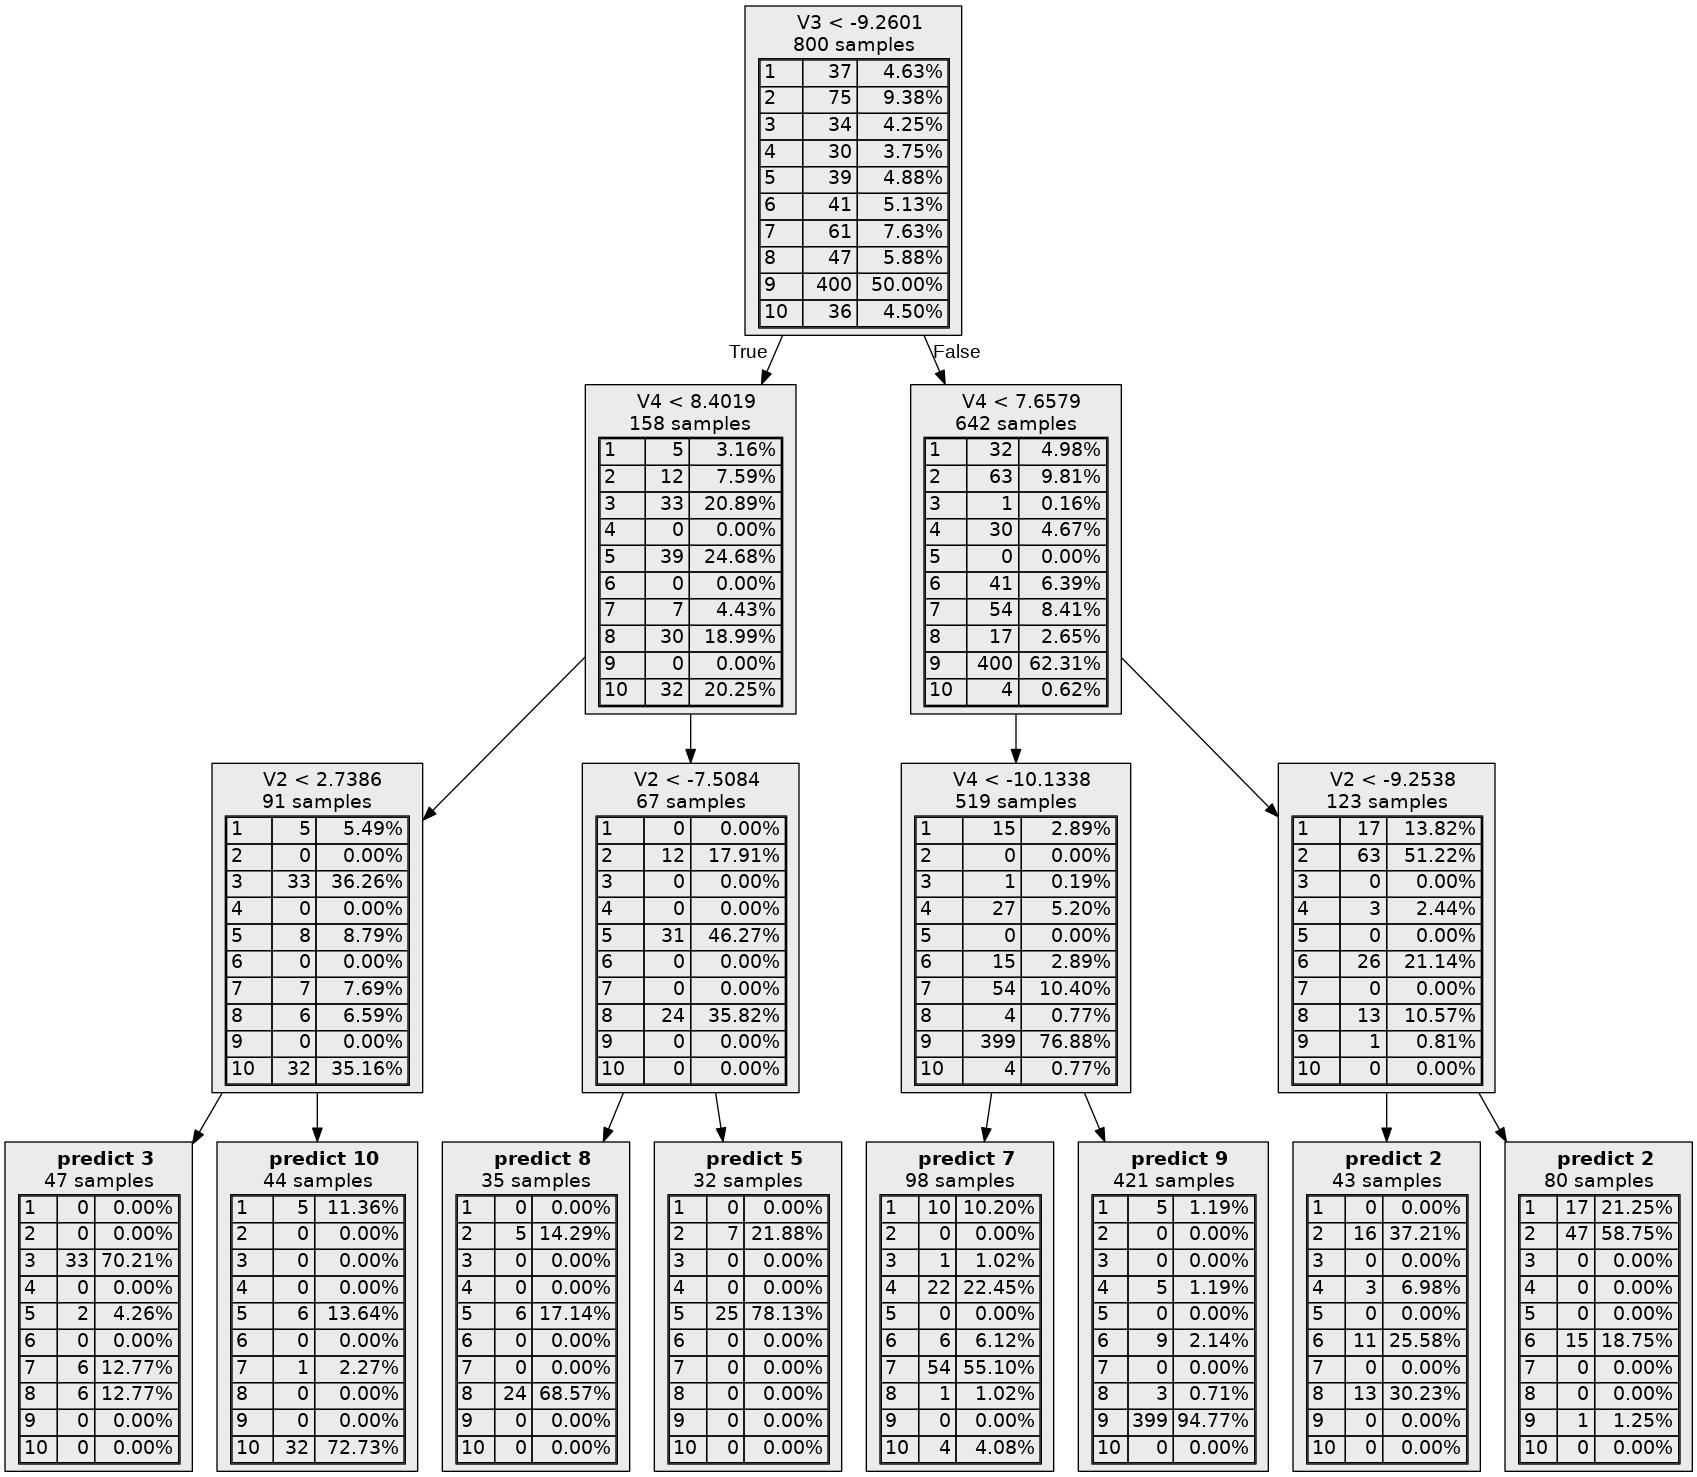 V3 < -9.2601
800 samples
1 37 4.63%
2 75 9.38%
3 34 4.25%
4 30 3.75%
5 39 4.88%
6 41 5.13%
7 61 7.63%
8 47 5.88%
9 400 50.00%
10 36 4.50%
True
False
V4 < 8.4019
158 samples
1 5 3.16%
2 12 7.59%
3 33 20.89%
4 0 0.00%
5 39 24.68%
6 0 0.00%
7 7 4.43%
8 30 18.99%
9 0 0.00%
10 32 20.25%
V4 < 7.6579
642 samples
1 32 4.98%
2 63 9.81%
3 1 0.16%
4 30 4.67%
5 0 0.00%
6 41 6.39%
7 54 8.41%
8 17 2.65%
9 400 62.31%
10 4 0.62%
V2 < 2.7386
91 samples
1 5 5.49%
2 0 0.00%
3 33 36.26%
4 0 0.00%
5 8 8.79%
6 0 0.00%
7 7 7.69%
8 6 6.59%
9 0 0.00%
10 32 35.16%
V2 < -7.5084
67 samples
1 0 0.00%
2 12 17.91%
3 0 0.00%
4 0 0.00%
5 31 46.27%
6 0 0.00%
7 0 0.00%
8 24 35.82%
9 0 0.00%
10 0 0.00%
V4 < -10.1338
519 samples
1 15 2.89%
2 0 0.00%
3 1 0.19%
4 27 5.20%
5 0 0.00%
6 15 2.89%
7 54 10.40%
8 4 0.77%
9 399 76.88%
10 4 0.77%
V2 < -9.2538
123 samples
1 17 13.82%
2 63 51.22%
3 0 0.00%
4 3 2.44%
5 0 0.00%
6 26 21.14%
7 0 0.00%
8 13 10.57%
9 1 0.81%
10 0 0.00%
predict 3
47 samples
1 0 0.00%
2 0 0.00%
3 33 70.21%
4 0 0.00%
5 2 4.26%
6 0 0.00%
7 6 12.77%
8 6 12.77%
9 0 0.00%
10 0 0.00%
predict 10
44 samples
1 5 11.36%
2 0 0.00%
3 0 0.00%
4 0 0.00%
5 6 13.64%
6 0 0.00%
7 1 2.27%
8 0 0.00%
9 0 0.00%
10 32 72.73%
predict 8
35 samples
1 0 0.00%
2 5 14.29%
3 0 0.00%
4 0 0.00%
5 6 17.14%
6 0 0.00%
7 0 0.00%
8 24 68.57%
9 0 0.00%
10 0 0.00%
predict 5
32 samples
1 0 0.00%
2 7 21.88%
3 0 0.00%
4 0 0.00%
5 25 78.13%
6 0 0.00%
7 0 0.00%
8 0 0.00%
9 0 0.00%
10 0 0.00%
predict 7
98 samples
1 10 10.20%
2 0 0.00%
3 1 1.02%
4 22 22.45%
5 0 0.00%
6 6 6.12%
7 54 55.10%
8 1 1.02%
9 0 0.00%
10 4 4.08%
predict 9
421 samples
1 5 1.19%
2 0 0.00%
3 0 0.00%
4 5 1.19%
5 0 0.00%
6 9 2.14%
7 0 0.00%
8 3 0.71%
9 399 94.77%
10 0 0.00%
predict 2
43 samples
1 0 0.00%
2 16 37.21%
3 0 0.00%
4 3 6.98%
5 0 0.00%
6 11 25.58%
7 0 0.00%
8 13 30.23%
9 0 0.00%
10 0 0.00%
predict 2
80 samples
1 17 21.25%
2 47 58.75%
3 0 0.00%
4 0 0.00%
5 0 0.00%
6 15 18.75%
7 0 0.00%
8 0 0.00%
9 1 1.25%
10 0 0.00%